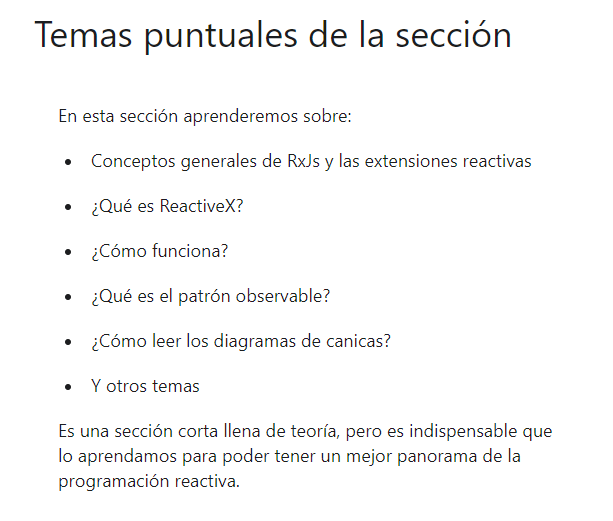 Temas puntuales de la sección
En esta sección aprenderemos sobre:
• Conceptos generales de RxJs y las extensiones reactivas
• ¿Qué es ReactiveX?
• ¿Cómo funciona?
• ¿Qué es el patrón observable?
• ¿Cómo leer los diagramas de canicas?
• Y otros temas
Es una sección corta llena de teoría, pero es indispensable que
lo aprendamos para poder tener un mejor panorama de la
programación reactiva.